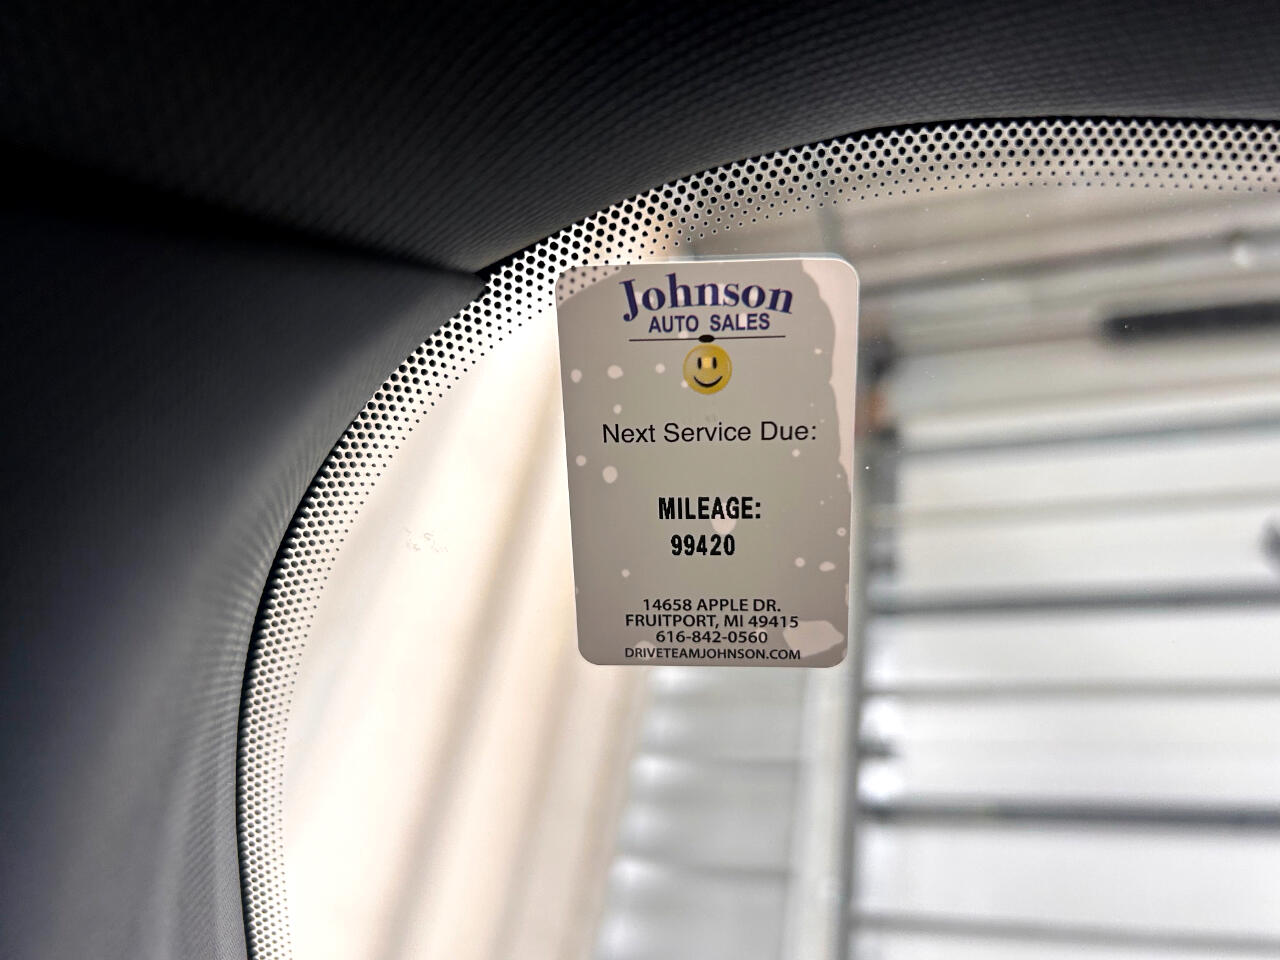 Johnson
AUTO SALES
Next Service Due:
MILEAGE:
99420
14658 APPLE DR.
FRUITPORT, MI 49415
616-842-0560
DRIVETEAMJOHNSON.COM